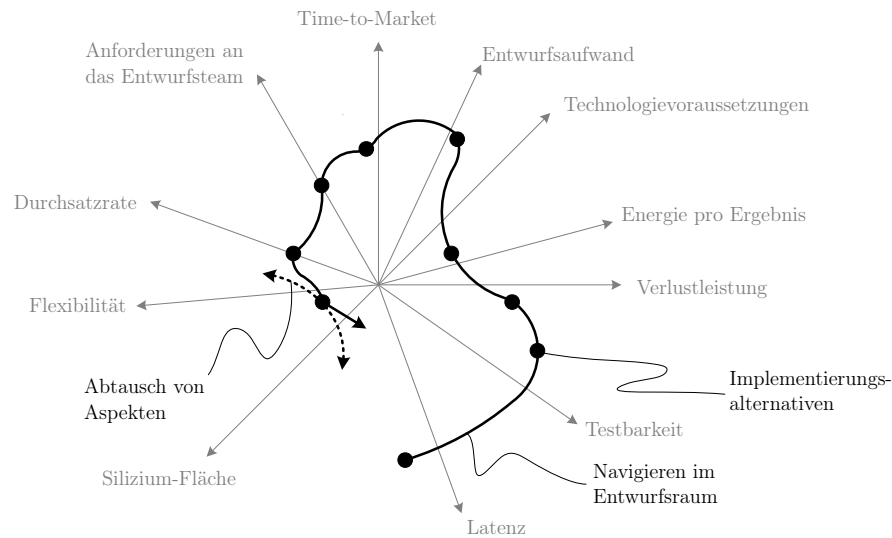 Time-to-Market
Anforderungen an
das Entwurfsteam
Entwurfsaufwand
Technologievoraussetzungen
Durchsatzrate
Energie pro Ergebnis
Flexibilität
Verlustleistung
Abtausch von
Aspekten
Implementierungs-
alternativen
Testbarkeit
Silizium-Fläche
Navigieren im
Entwurfsraum
Latenz